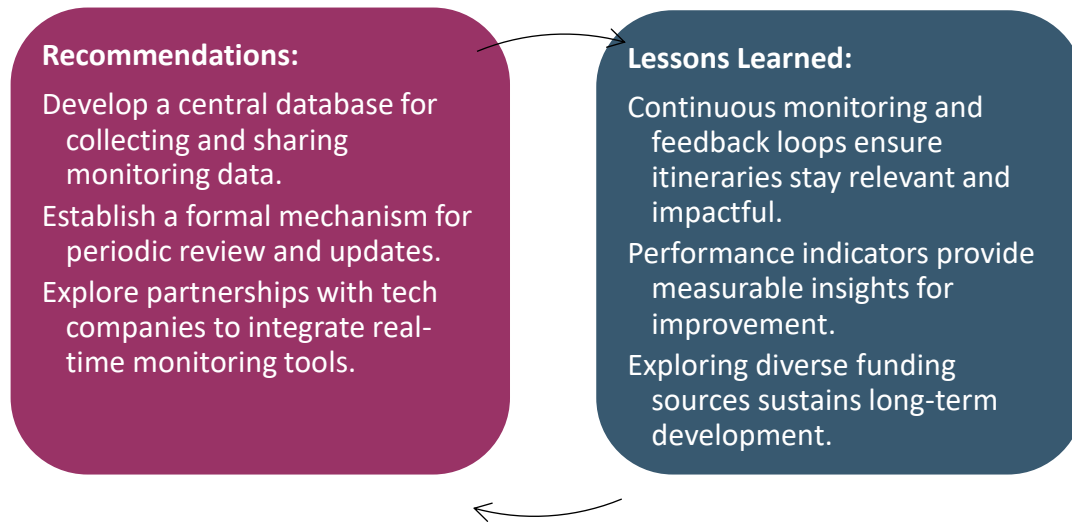 Recommendations:
Develop a central database for
collecting and sharing
monitoring data.
Establish a formal mechanism for
periodic review and updates.
Explore partnerships with tech
companies to integrate real-
time monitoring tools.
Lessons Learned:
Continuous monitoring and
feedback loops ensure
itineraries stay relevant and
impactful.
Performance indicators provide
measurable insights for
improvement.
Exploring diverse funding
sources sustains long-term
development.